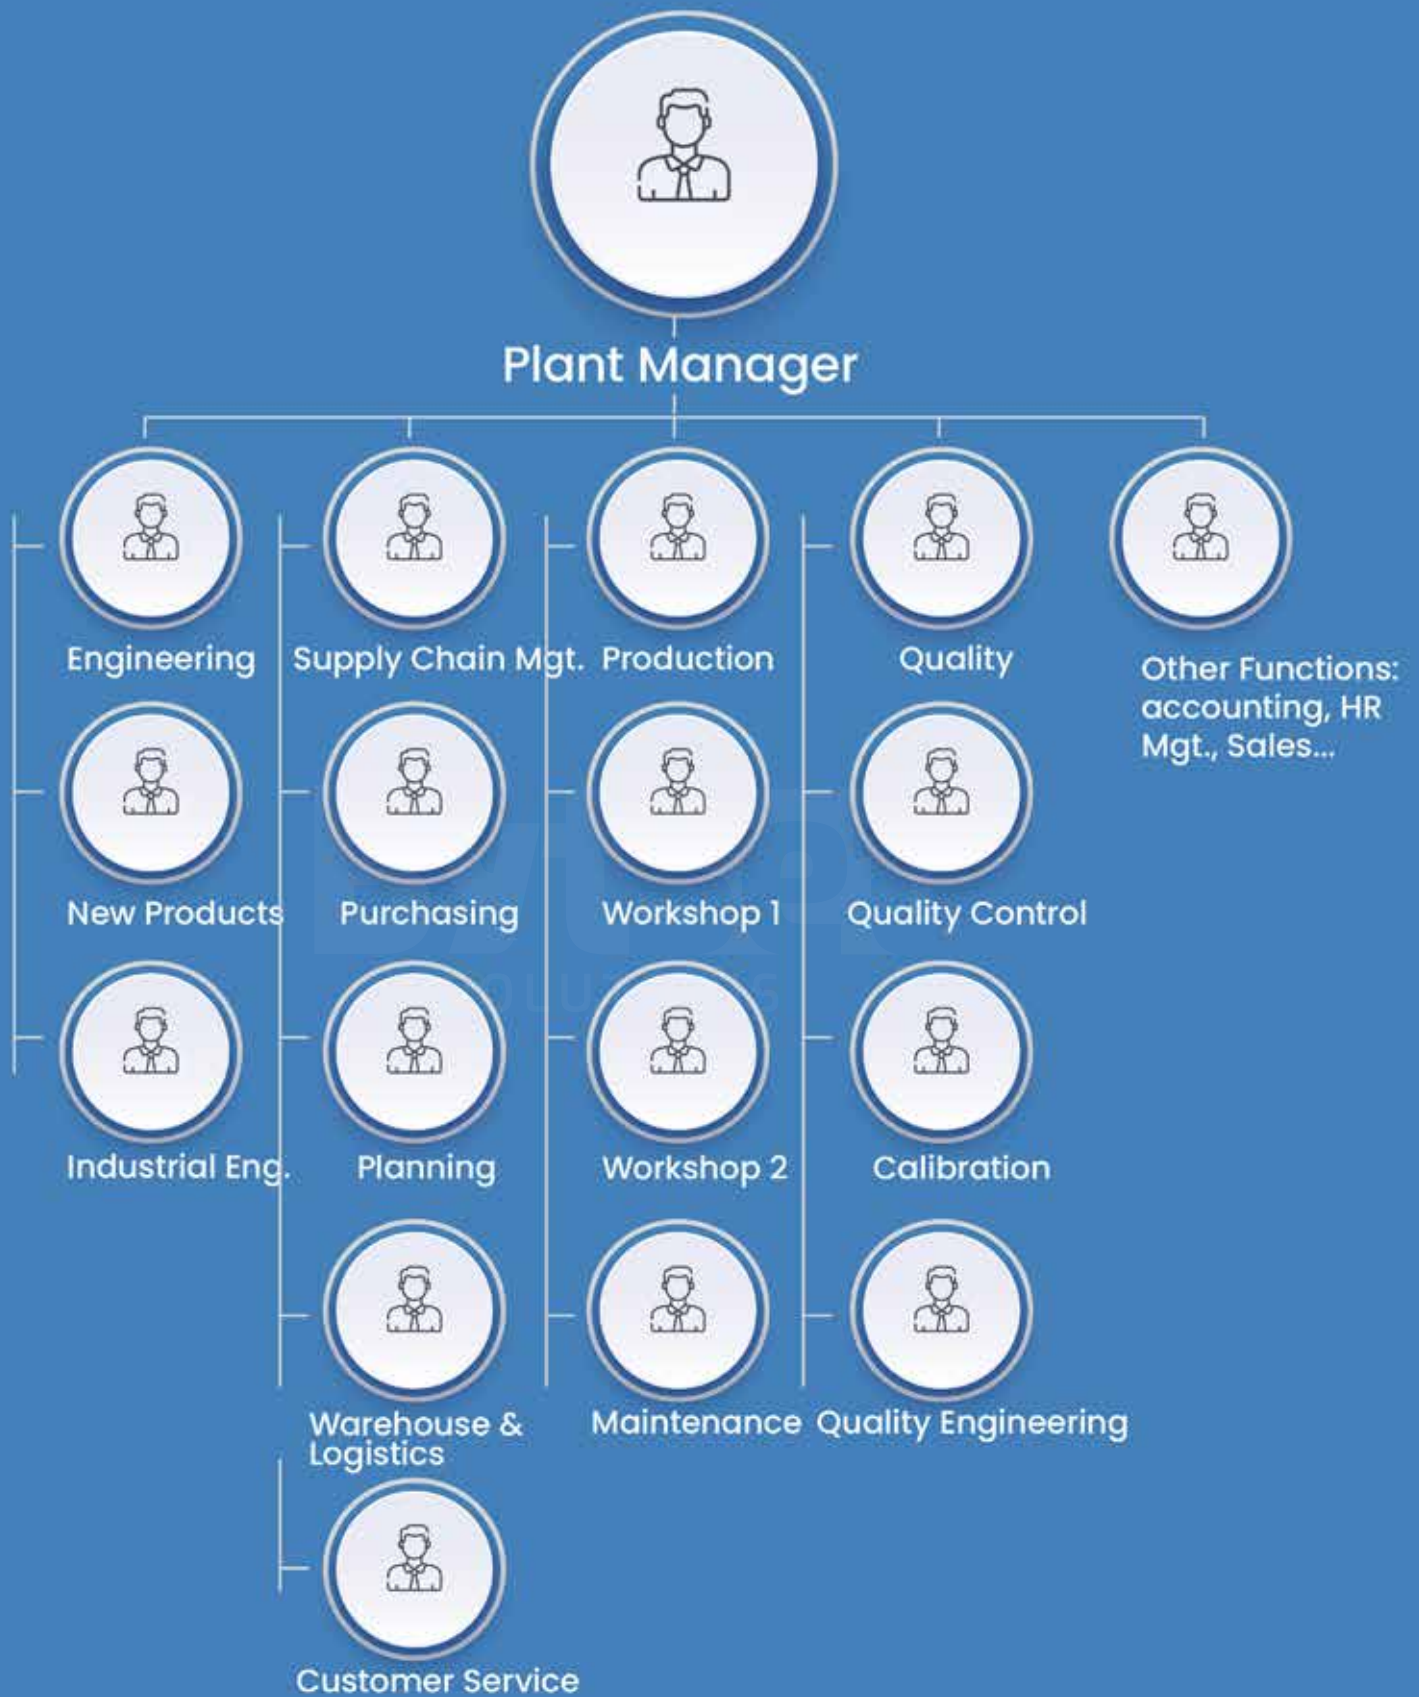 Plant Manager
Engineering
Supply Chain Mgt.
Production
Quality
Other Functions:
accounting, HR
Mgt., Sales...
New Products
Purchasing
Workshop 1
Quality Control
Industrial Eng.
Planning
Workshop 2
Calibration
Warehouse &
Logistics
Maintenance
Quality Engineering
Customer Service